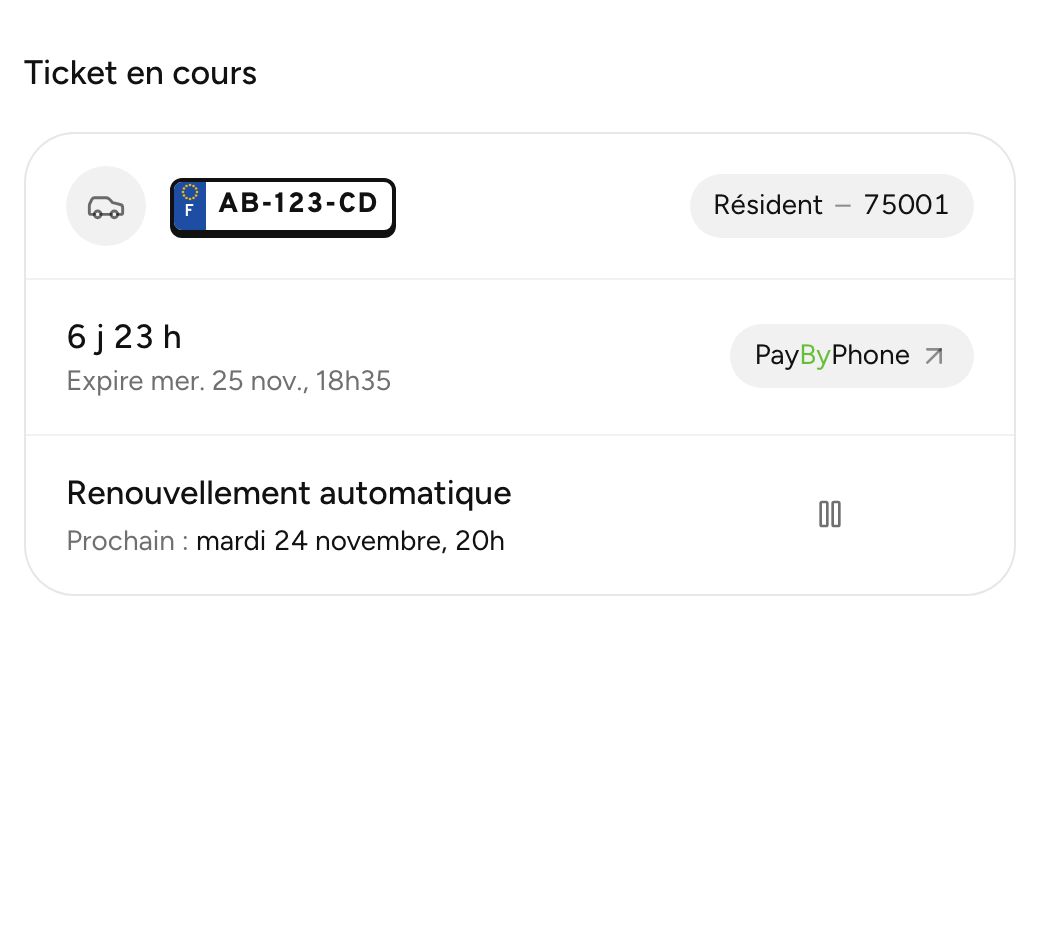 Ticket en cours
F AB-123-CD
Résident – 75001
6 j 23 h
Expire mer. 25 nov., 18h35
PayByPhone
Renouvellement automatique
Prochain : mardi 24 novembre, 20h